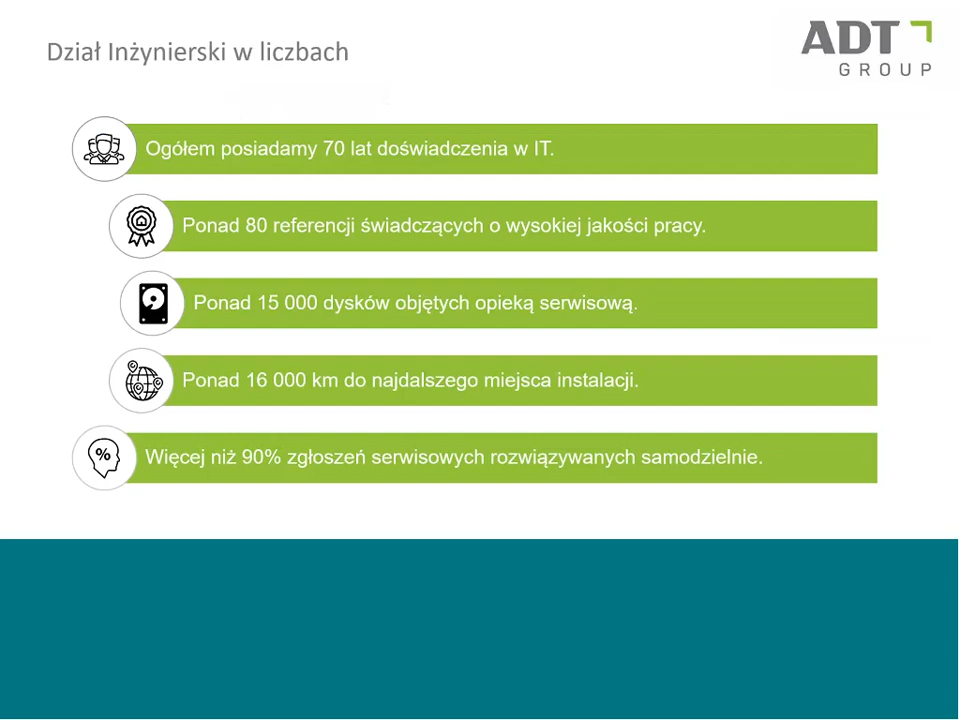 Dział Inżynierski w liczbach
ADT
GROUP
Ogółem posiadamy 70 lat doświadczenia w IT.
Ponad 80 referencji świadczących o wysokiej jakości pracy.
Ponad 15 000 dysków objętych opieką serwisową.
Ponad 16 000 km do najdalszego miejsca instalacji.
%
Więcej niż 90% zgłoszeń serwisowych rozwiązywanych samodzielnie.